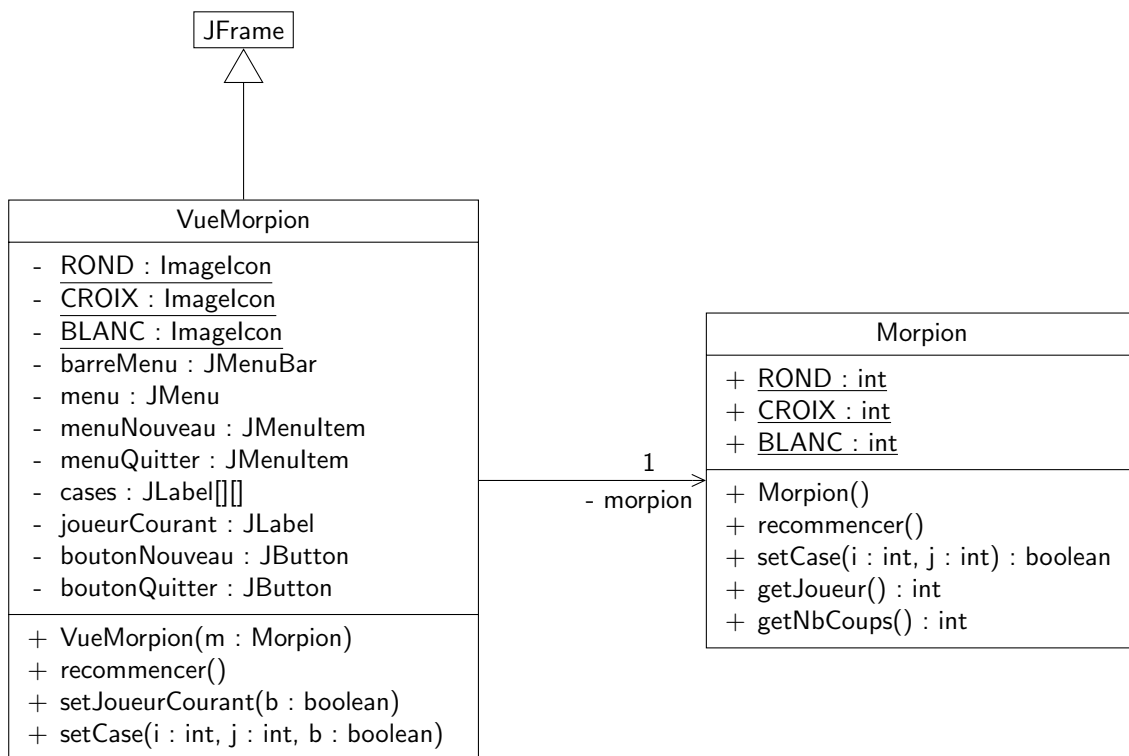 JFrame
VueMorpion
- ROND : ImageIcon
- CROIX : ImageIcon
- BLANC : ImageIcon
- barreMenu : JMenuBar
- menu : JMenu
- menuNouveau : JMenuItem
- menuQuitter : JMenuItem
- cases : JLabel[][]
- joueurCourant : JLabel
- boutonNouveau : JButton
- boutonQuitter : JButton
+ VueMorpion(m : Morpion)
+ recommencer()
+ setJoueurCourant(b : boolean)
+ setCase(i : int, j : int, b : boolean)
1
- morpion
Morpion
+ ROND : int
+ CROIX : int
+ BLANC : int
+ Morpion()
+ recommencer()
+ setCase(i : int, j : int) : boolean
+ getJoueur() : int
+ getNbCoups() : int